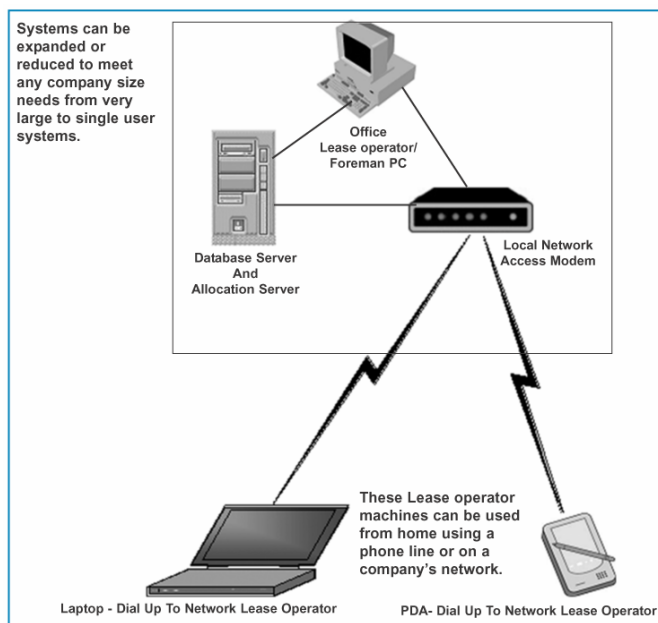 Systems can be
expanded or
reduced to meet
any company size
needs from very
large to single user
systems.
Office
Lease operator/
Foreman PC
Database Server
And
Allocation Server
Local Network
Access Modem
These Lease operator
machines can be used
from home using a
phone line or on a
company's network.
Laptop - Dial Up To Network Lease Operator
PDA- Dial Up To Network Lease Operator